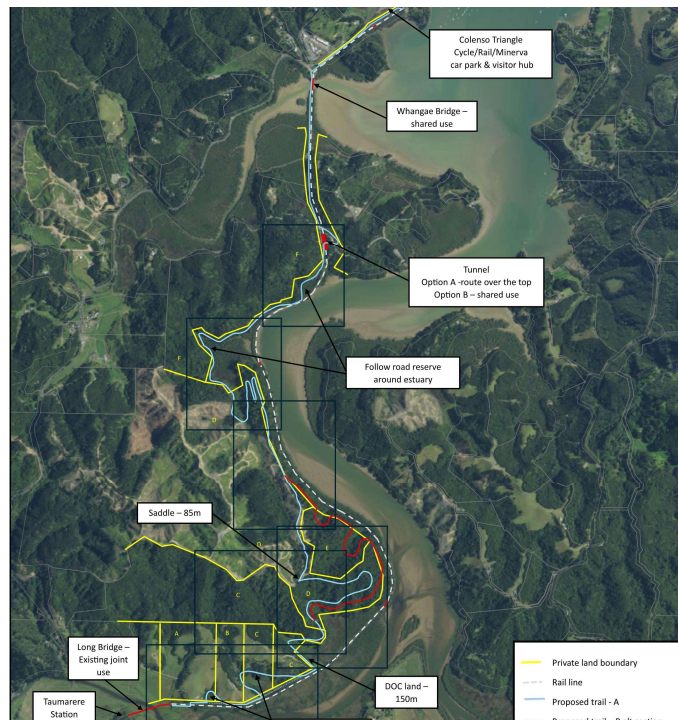 Colenso Triangle
Cycle/Rail/Minerva
car park & visitor hub
Whangae Bridge –
shared use
F
Tunnel
Option A -route over the top
Option B – shared use
Follow road reserve
around estuary
F
D
Saddle – 85m
D
E
C
D
A
B
C
C
Long Bridge –
Existing joint
use
DOC land –
150m
Taumarere
Station
Private land boundary
Rail line
Proposed trail - A